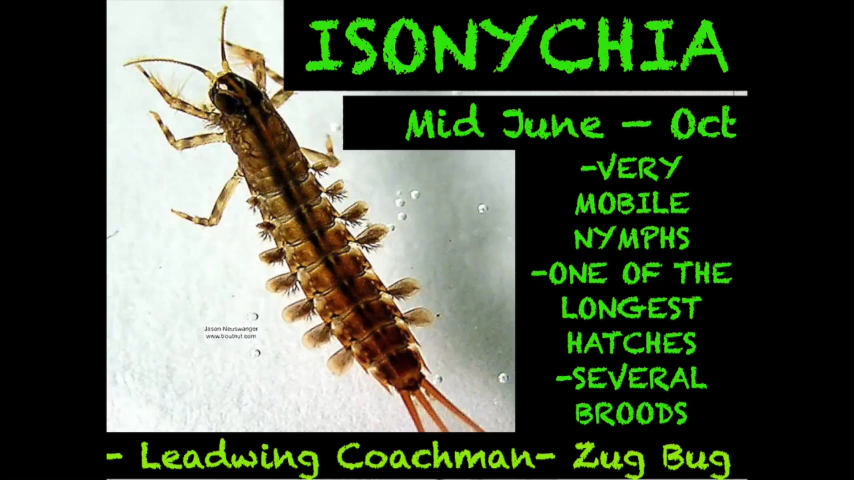 ISONYCHIA
Mid June - Oct
-VERY
MOBILE
NYMPHS
-ONE OF THE
LONGEST
HATCHES
-SEVERAL
BROODS
Jason Neuswanger
www.troutnut.com
- Leadwing Coachman- Zug Bug